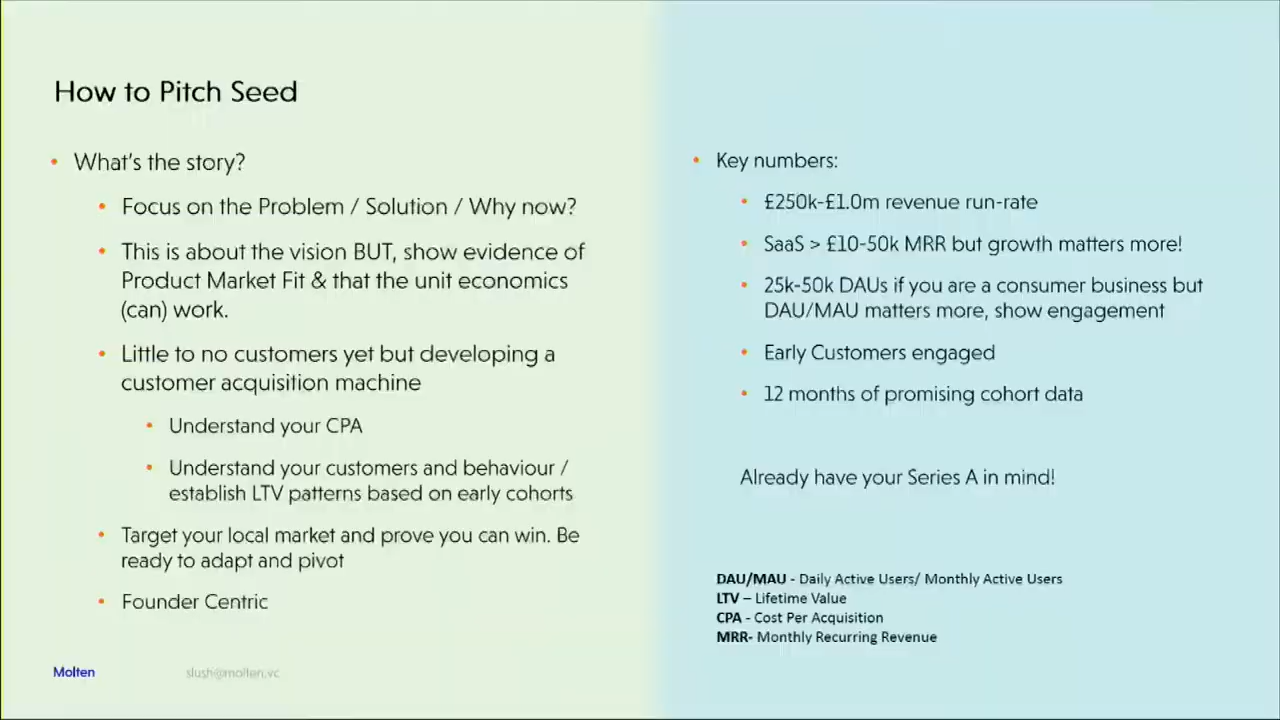 How to Pitch Seed
• What's the story?
• Focus on the Problem / Solution / Why now?
• This is about the vision BUT, show evidence of
Product Market Fit & that the unit economics
(can) work.
• Little to no customers yet but developing a
customer acquisition machine
• Understand your CPA
• Understand your customers and behaviour /
establish LTV patterns based on early cohorts
• Target your local market and prove you can win. Be
ready to adapt and pivot
• Founder Centric
• Key numbers:
• £250k-£1.0m revenue run-rate
• SaaS > £10-50k MRR but growth matters more!
• 25k-50k DAUs if you are a consumer business but
DAU/MAU matters more, show engagement
• Early Customers engaged
• 12 months of promising cohort data
Already have your Series A in mind!
DAU/MAU - Daily Active Users/ Monthly Active Users
LTV – Lifetime Value
CPA - Cost Per Acquisition
MRR- Monthly Recurring Revenue
Molten
slush@molten.vc